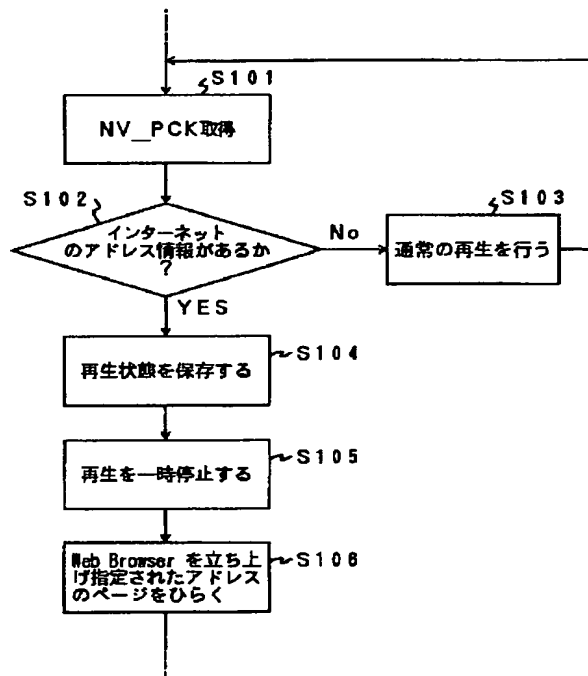 S101
NV_PCK取得
S102
インターネット
のアドレス情報があるか
?
No
S103
通常の再生を行う
YES
再生状態を保存する
S104
再生を一時停止する
S105
Web Browser を立ち上
げ指定されたアドレス
のページをひらく
S106